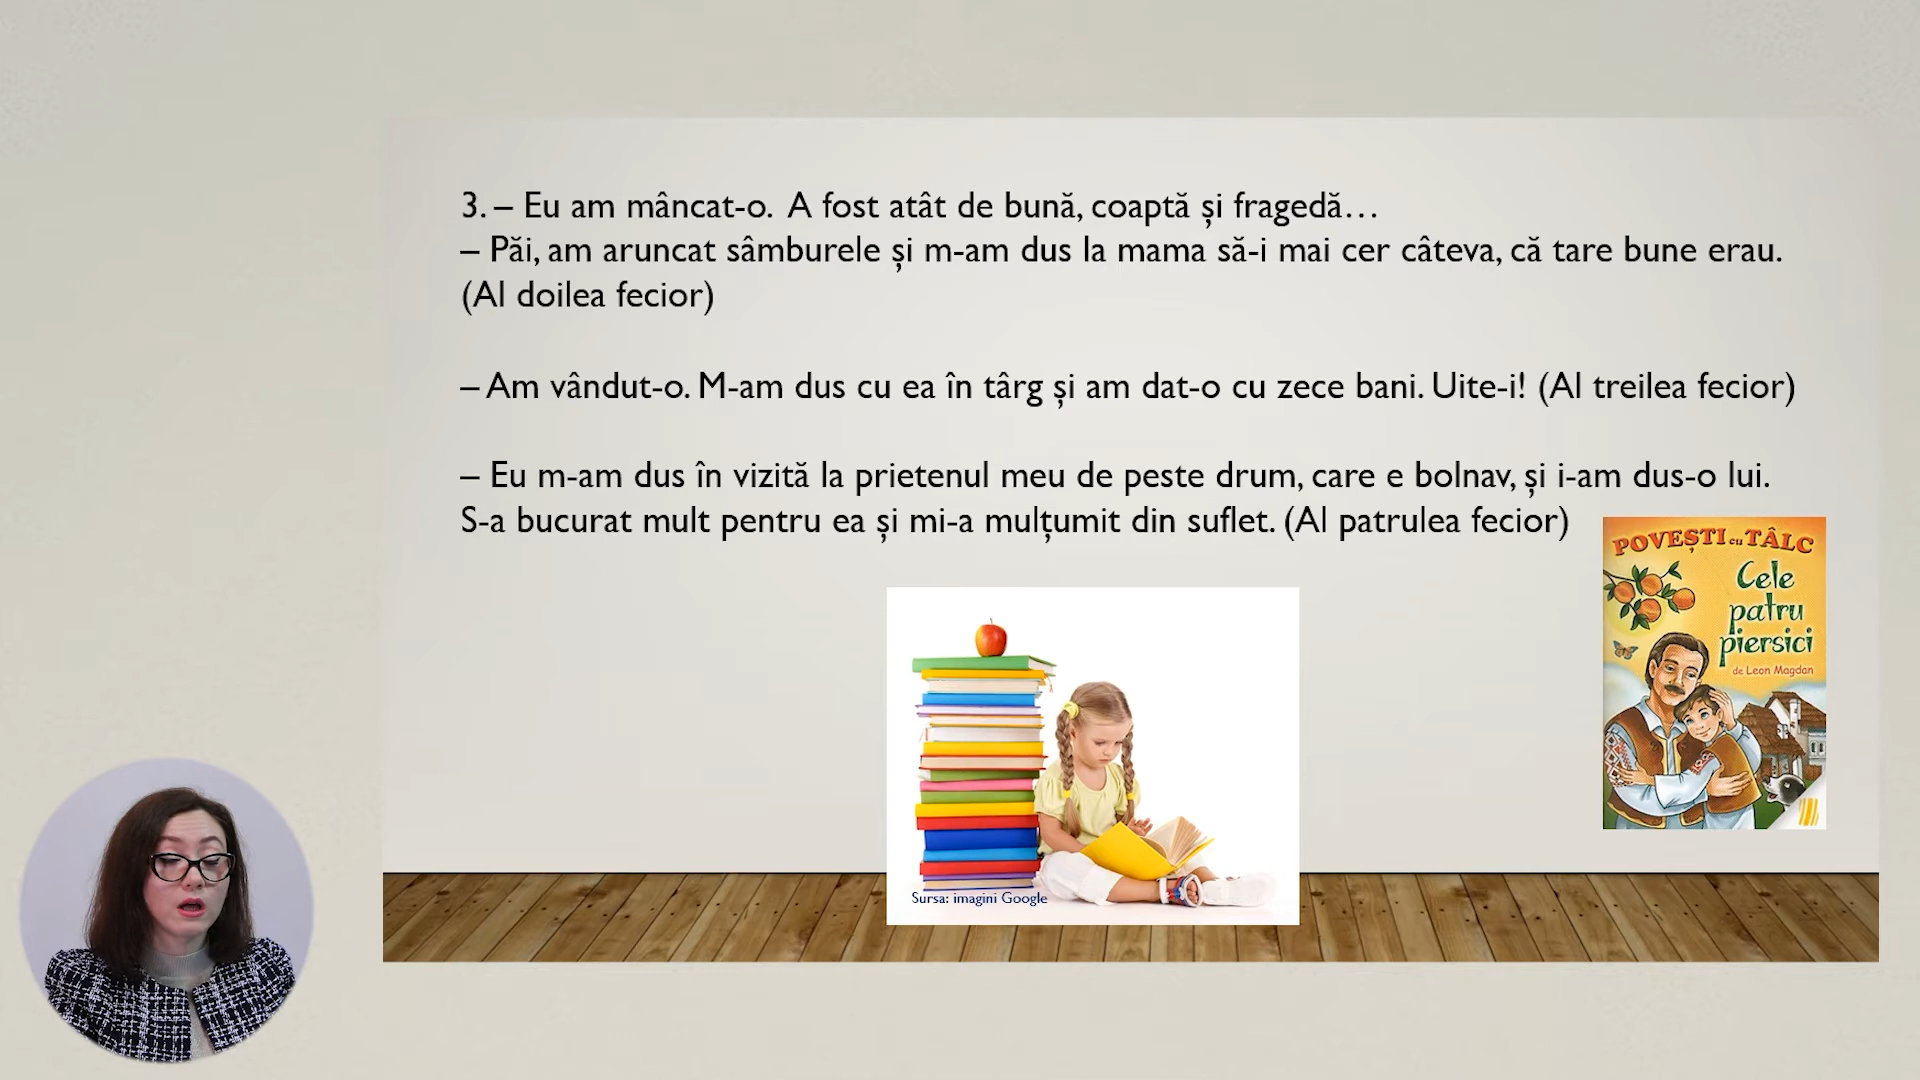 3. – Eu am mâncat-o. A fost atât de bună, coaptă și fragedă…
– Păi, am aruncat sâmburele și m-am dus la mama să-i mai cer câteva, că tare bune erau.
(Al doilea fecior)
– Am vândut-o. M-am dus cu ea în târg și am dat-o cu zece bani. Uite-i! (Al treilea fecior)
– Eu m-am dus în vizită la prietenul meu de peste drum, care e bolnav, și i-am dus-o lui.
S-a bucurat mult pentru ea și mi-a mulțumit din suflet. (Al patrulea fecior)
POVEȘTI cu TÂLC
Cele
patru
piersici
de Leon Magdan
Sursa: imagini Google